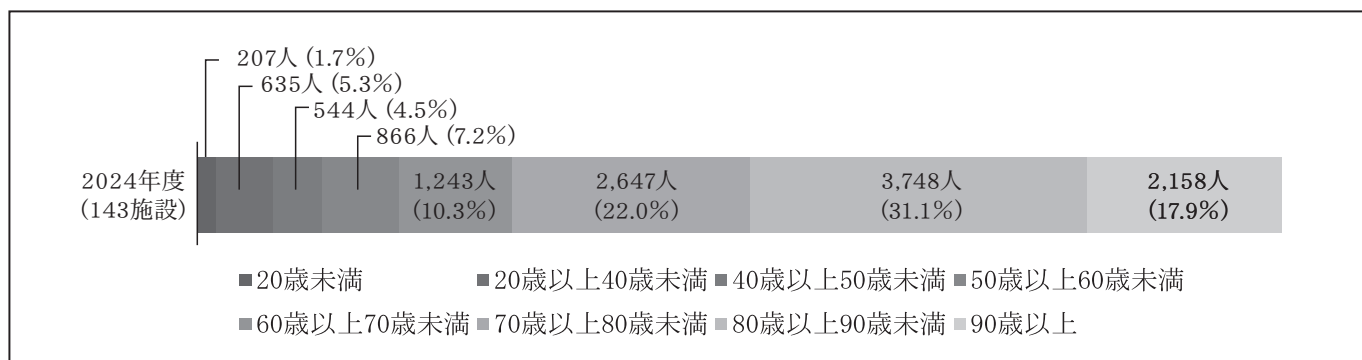 207人 (1.7%)
635人 (5.3%)
544人 (4.5%)
866人 (7.2%)
2024年度
(143施設)
1,243人
(10.3%)
2,647人
(22.0%)
3,748人
(31.1%)
2,158人
(17.9%)
■20歳未満 ■20歳以上40歳未満 ■40歳以上50歳未満 ■50歳以上60歳未満
■60歳以上70歳未満 ■70歳以上80歳未満 ■80歳以上90歳未満 ■90歳以上